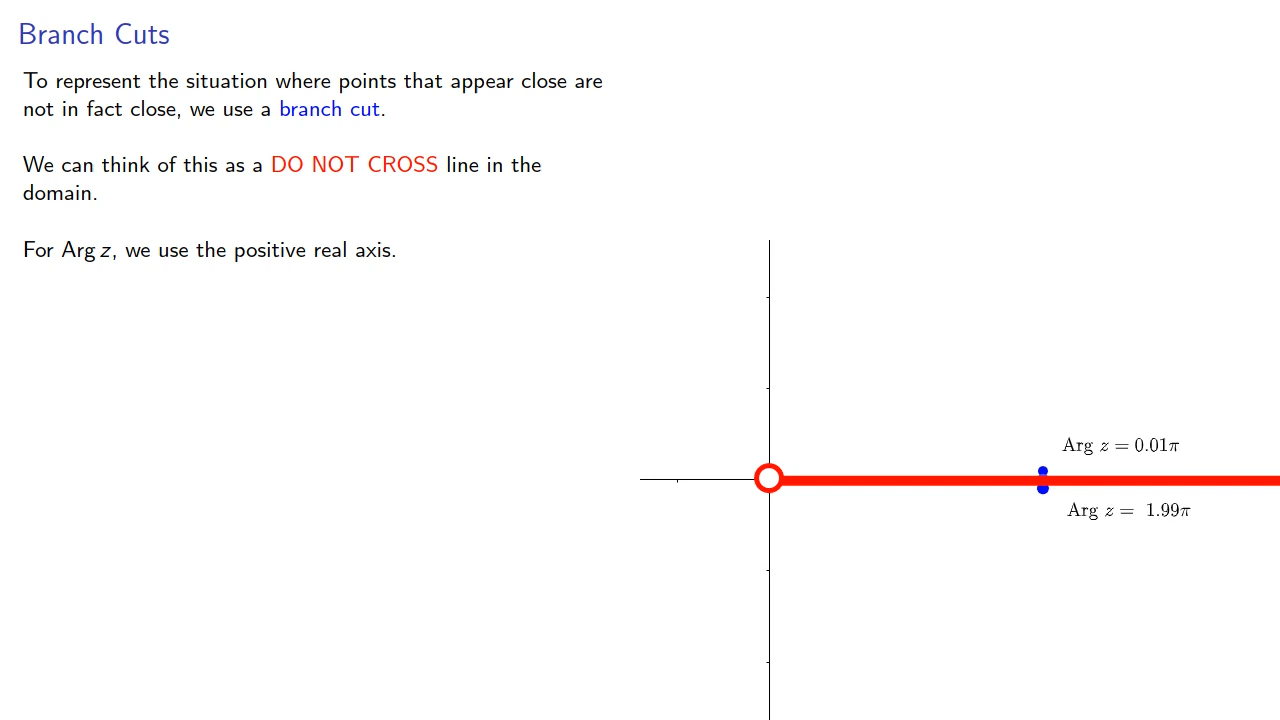 Branch Cuts
To represent the situation where points that appear close are
not in fact close, we use a branch cut.
We can think of this as a DO NOT CROSS line in the
domain.
For Arg z, we use the positive real axis.
Arg z = 0.01π
Arg z = 1.99π